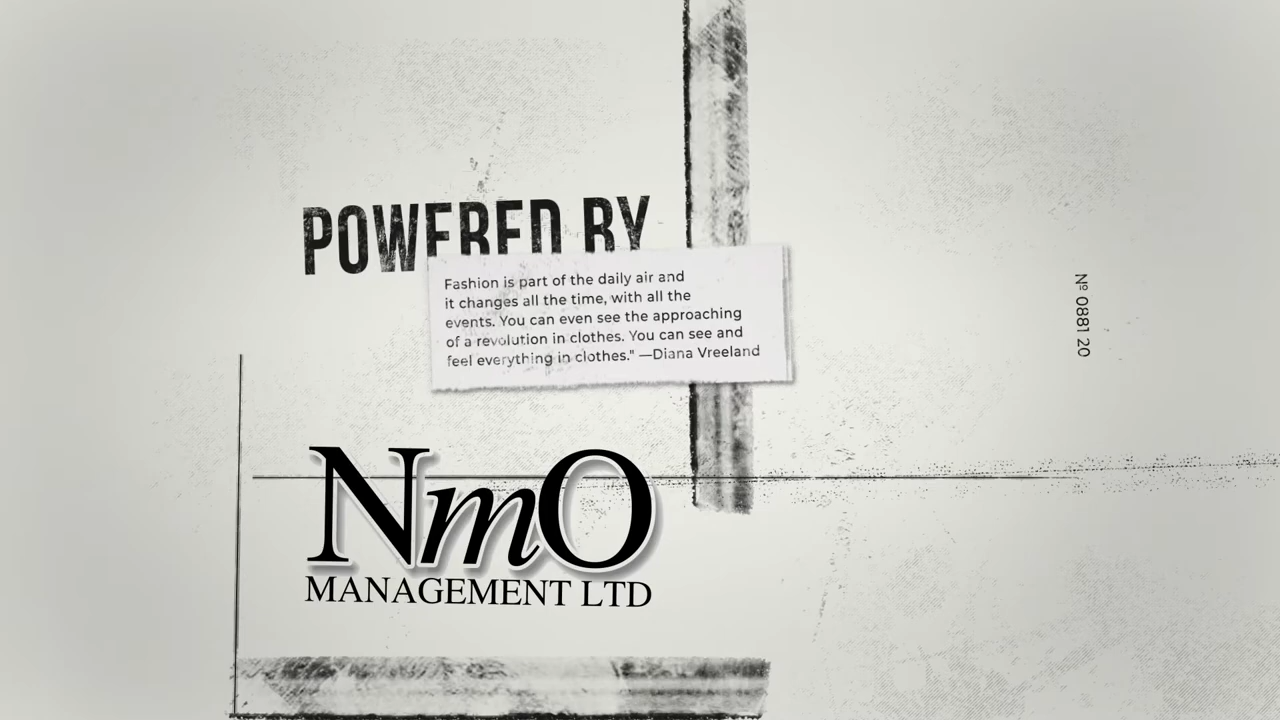 POWERED BY
Fashion is part of the daily air and
it changes all the time, with all the
events. You can even see the approaching
of a revolution in clothes. You can see and
feel everything in clothes." —Diana Vreeland
Nº 0881 20
NmO
MANAGEMENT LTD